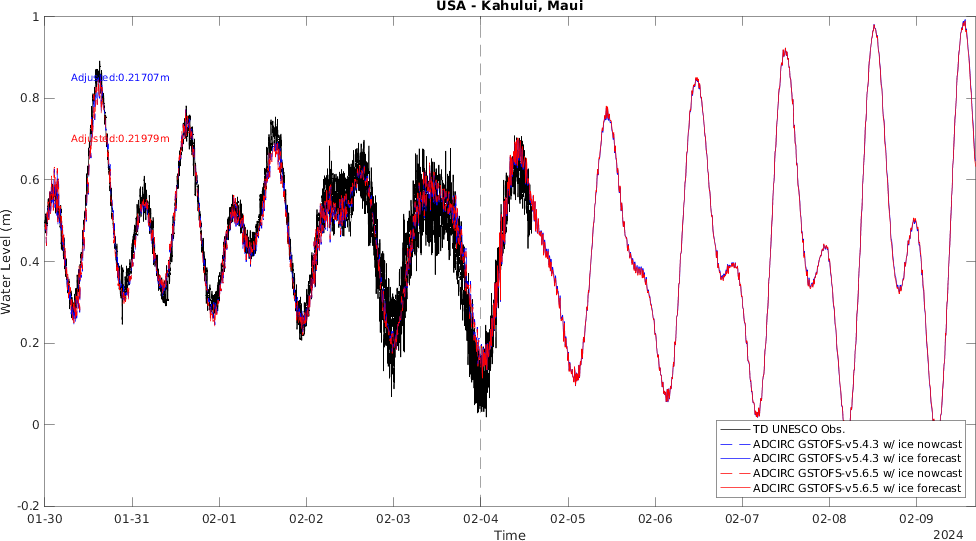 USA - Kahului, Maui
1
0.8
0.6
0.4
0.2
0
-0.2
Water Level (m)
Adjusted:0.21707m
Adjusted:0.21979m
TD UNESCO Obs.
ADCIRC GSTOFS-v5.4.3 w/ ice nowcast
ADCIRC GSTOFS-v5.4.3 w/ ice forecast
ADCIRC GSTOFS-v5.6.5 w/ ice nowcast
ADCIRC GSTOFS-v5.6.5 w/ ice forecast
01-30 01-31 02-01 02-02 02-03 02-04 02-05 02-06 02-07 02-08 02-09
Time
2024